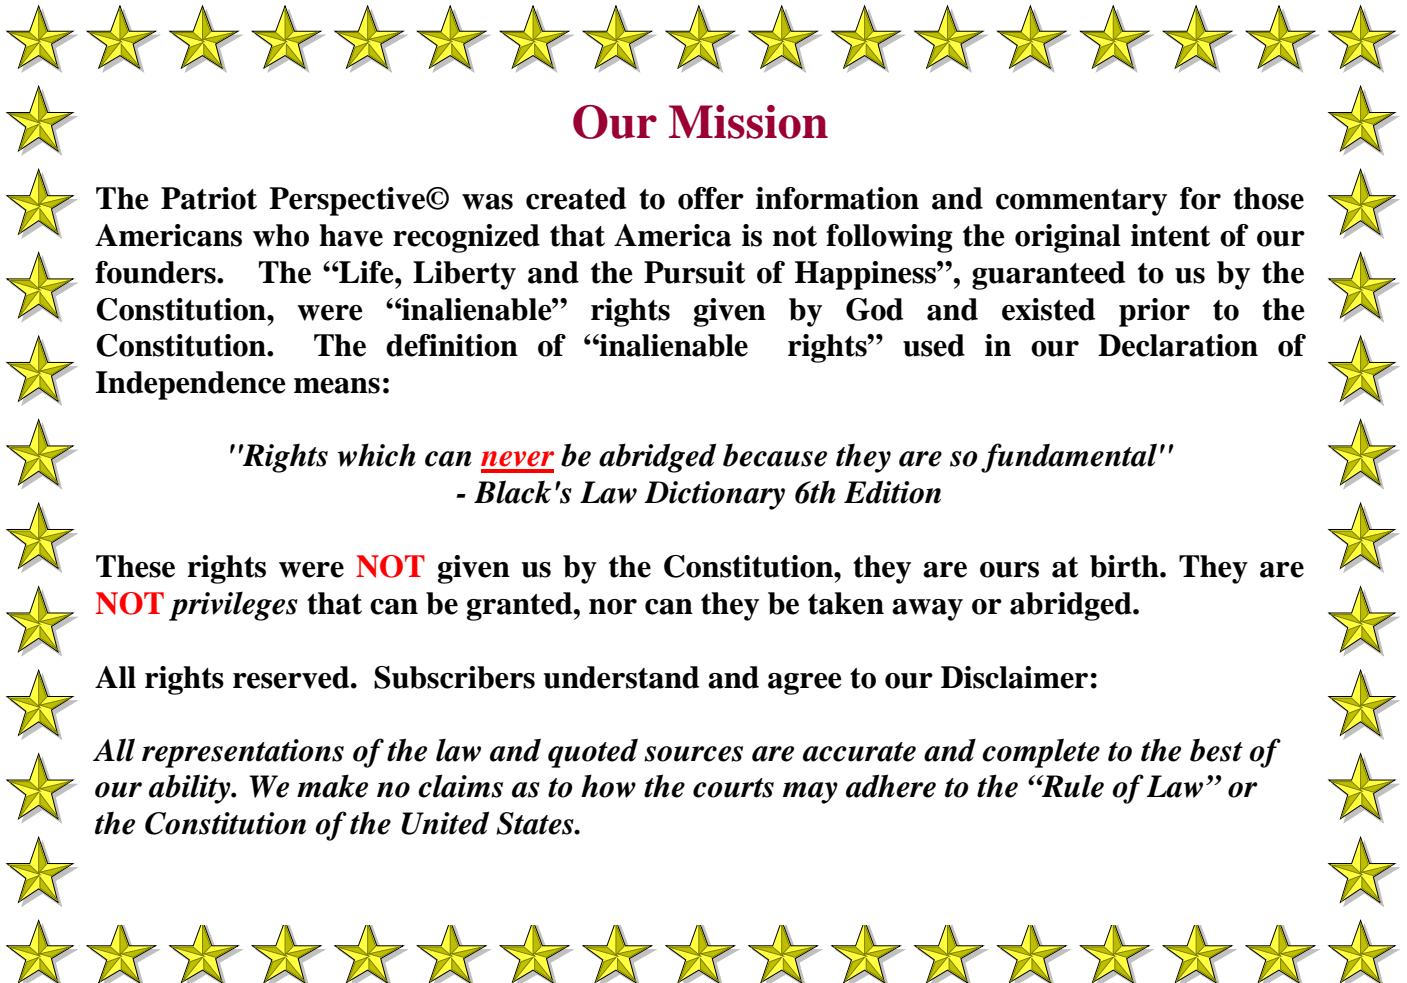 Our Mission
The Patriot Perspective© was created to offer information and commentary for those
Americans who have recognized that America is not following the original intent of our
founders. The “Life, Liberty and the Pursuit of Happiness”, guaranteed to us by the
Constitution, were “inalienable” rights given by God and existed prior to the
Constitution. The definition of “inalienable rights” used in our Declaration of
Independence means:
"Rights which can never be abridged because they are so fundamental"
- Black's Law Dictionary 6th Edition
These rights were NOT given us by the Constitution, they are ours at birth. They are
NOT privileges that can be granted, nor can they be taken away or abridged.
All rights reserved. Subscribers understand and agree to our Disclaimer:
All representations of the law and quoted sources are accurate and complete to the best of
our ability. We make no claims as to how the courts may adhere to the “Rule of Law” or
the Constitution of the United States.